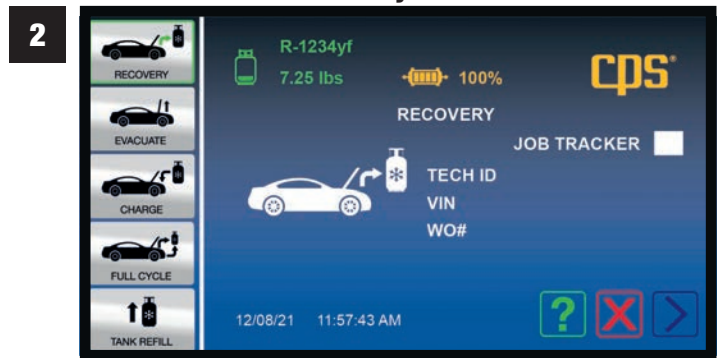 2
RECOVERY
EVACUATE
CHARGE
FULL CYCLE
TANK REFILL
R-1234yf
7.25 lbs
100%
cps®
RECOVERY
JOB TRACKER
TECH ID
VIN
WO#
12/08/21 11:57:43 AM
?